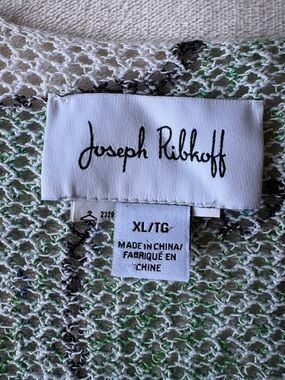 Joseph Ribkoff
XL/TG
MADE IN CHINA/
FABRIQUÉ EN
CHINE